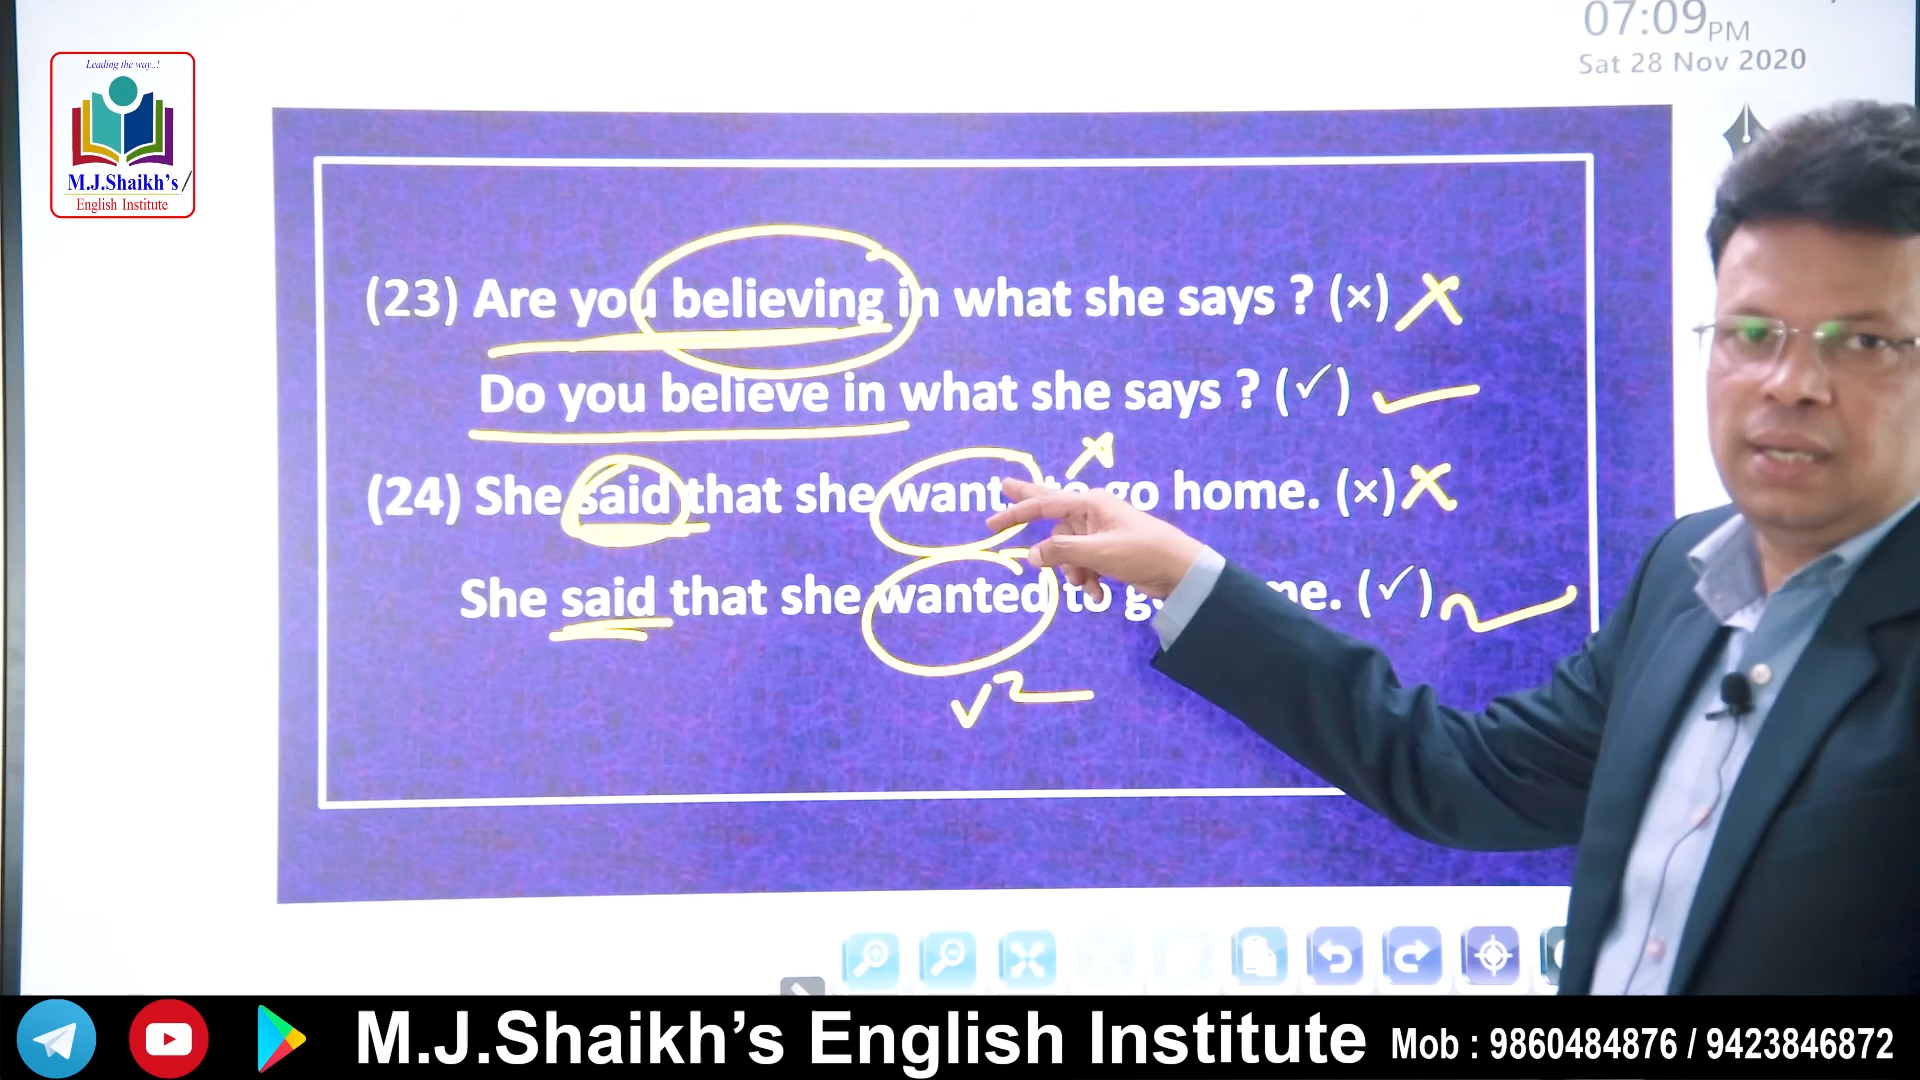 07:09PM
Sat 28 Nov 2020
Leading the way..!
M.J.Shaikh's
English Institute
(23) Are you believing in what she says ? (×)
Do you believe in what she says ? (✓)
(24) She said that she go home. (×)
She said that she wanted to (✓)
M.J.Shaikh's English Institute Mob : 9860484876 / 9423846872